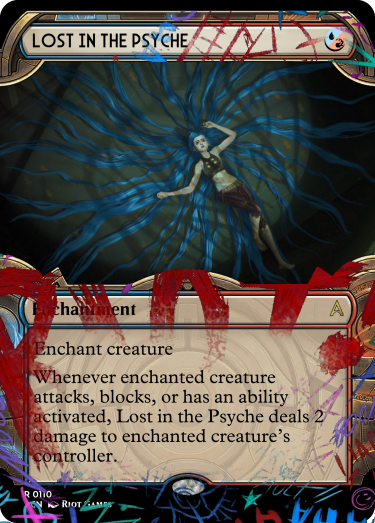 LOST IN THE PSYCHE
Enchantment
Enchant creature
Whenever enchanted creature
attacks, blocks, or has an ability
activated, Lost in the Psyche deals 2
damage to enchanted creature's
controller.
R 0110
EN RIOT GAMES